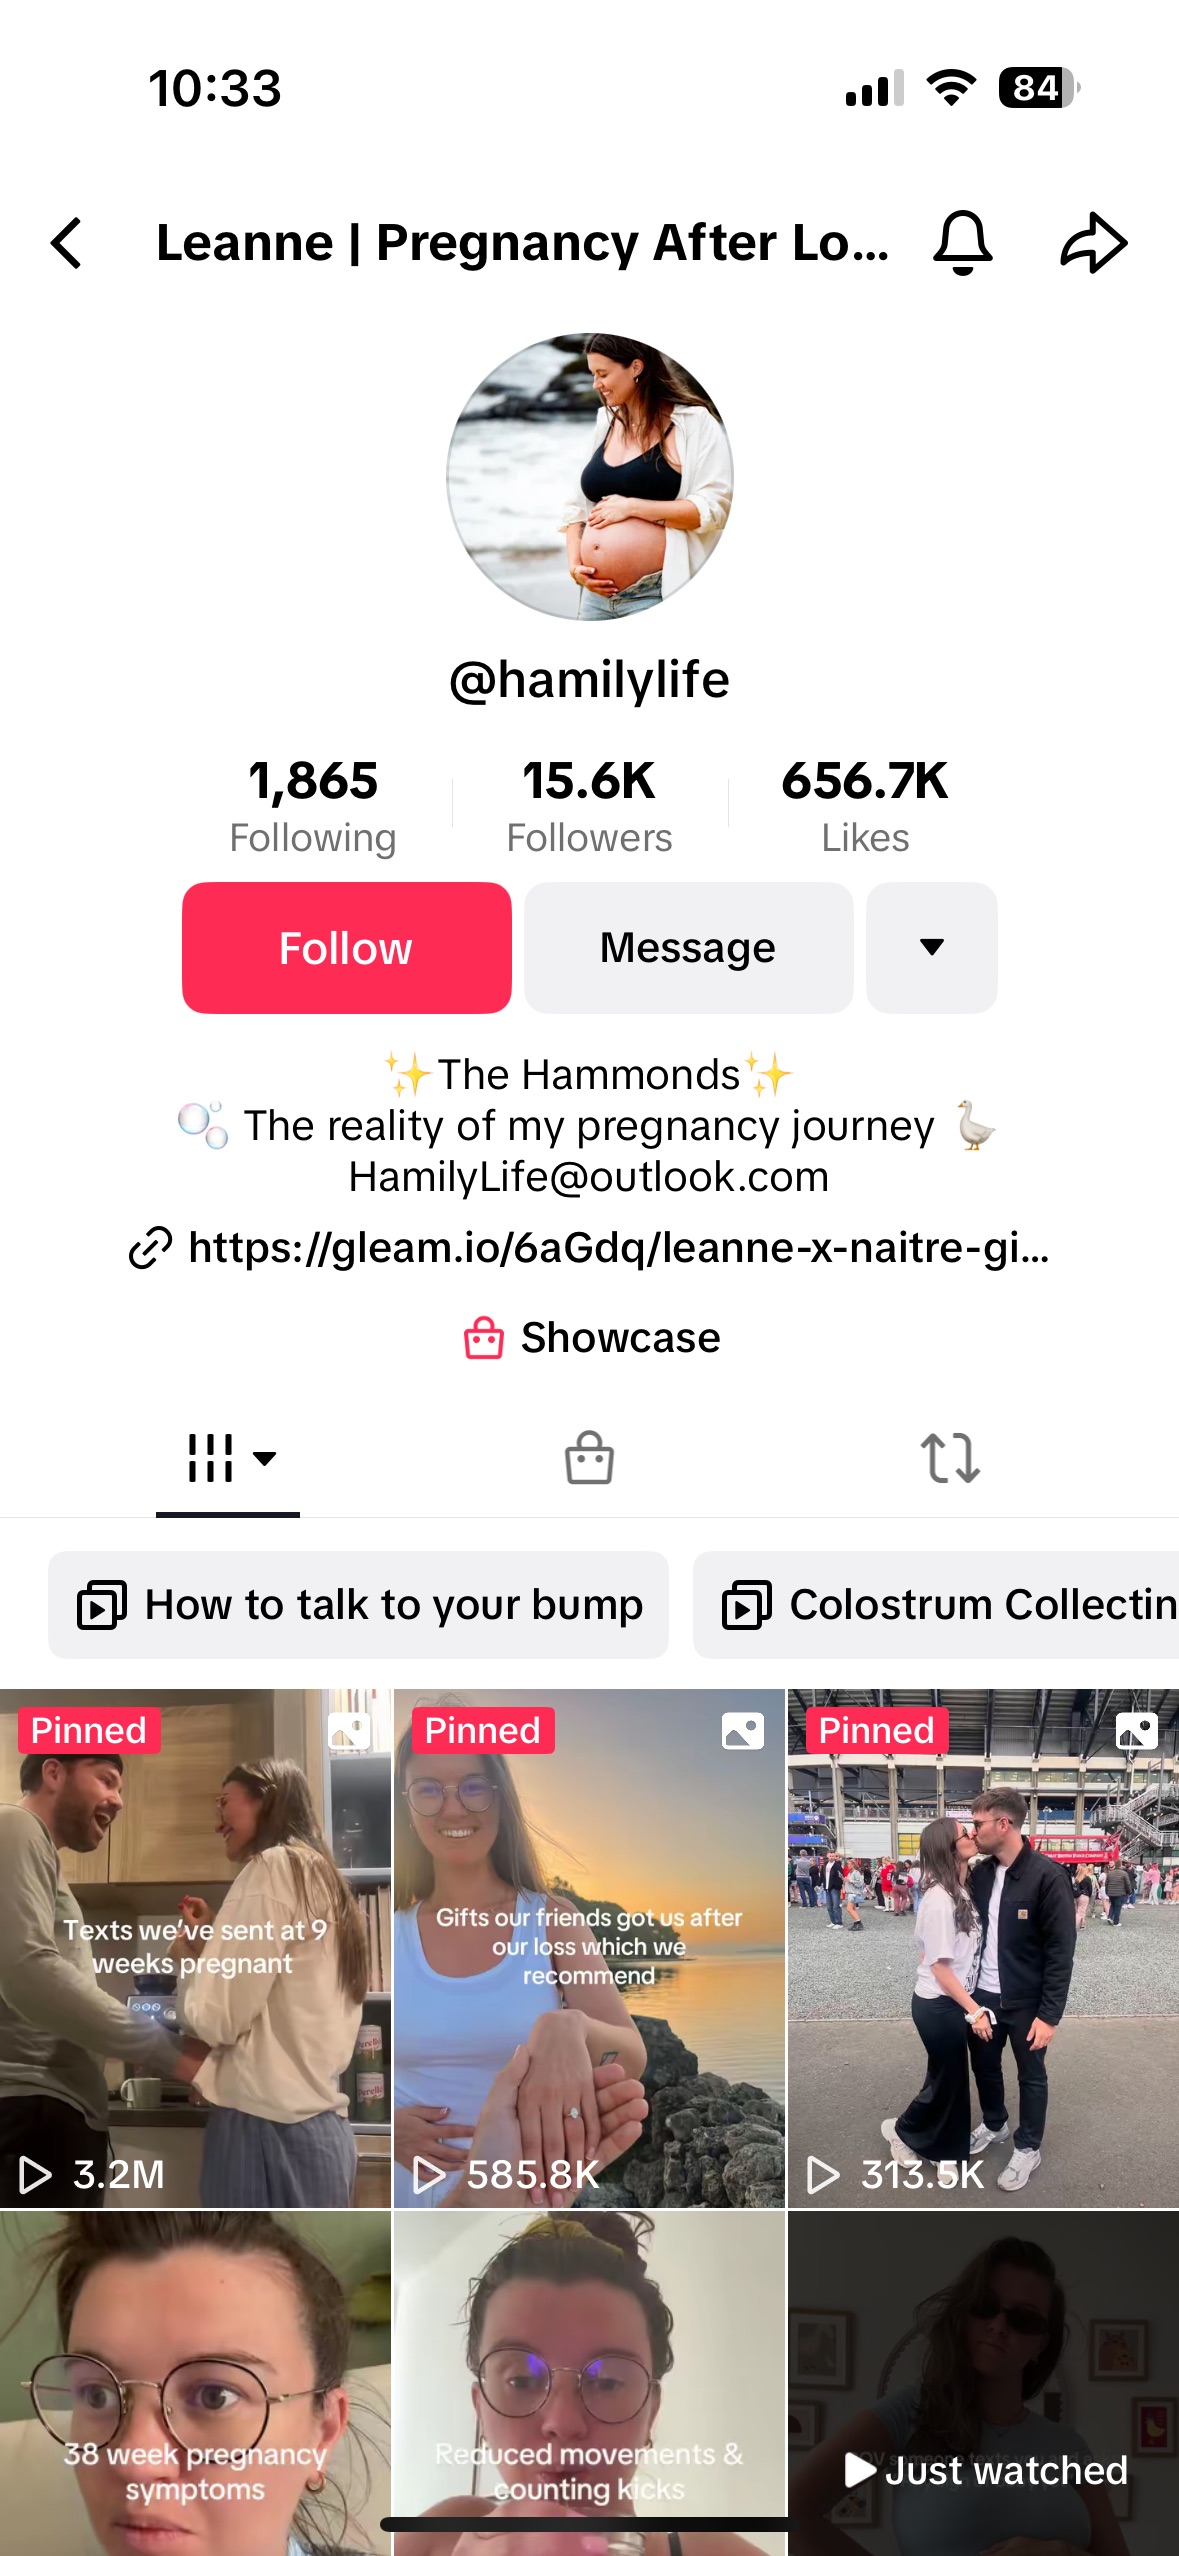 10:33
84
Leanne | Pregnancy After Lo...
@hamilylife
1,865
Following
15.6K
Followers
656.7K
Likes
Follow
Message
✨The Hammonds✨
🫧 The reality of my pregnancy journey 🪿
HamilyLife@outlook.com
https://gleam.io/6aGdq/leanne-x-naitre-gi...
Showcase
How to talk to your bump
Colostrum Collectin
Pinned
Texts we've sent at 9
weeks pregnant
3.2M
Pinned
Gifts our friends got us after
our loss which we
recommend
585.8K
Pinned
313.5K
38 week pregnancy
symptoms
Reduced movements &
counting kicks
Just watched